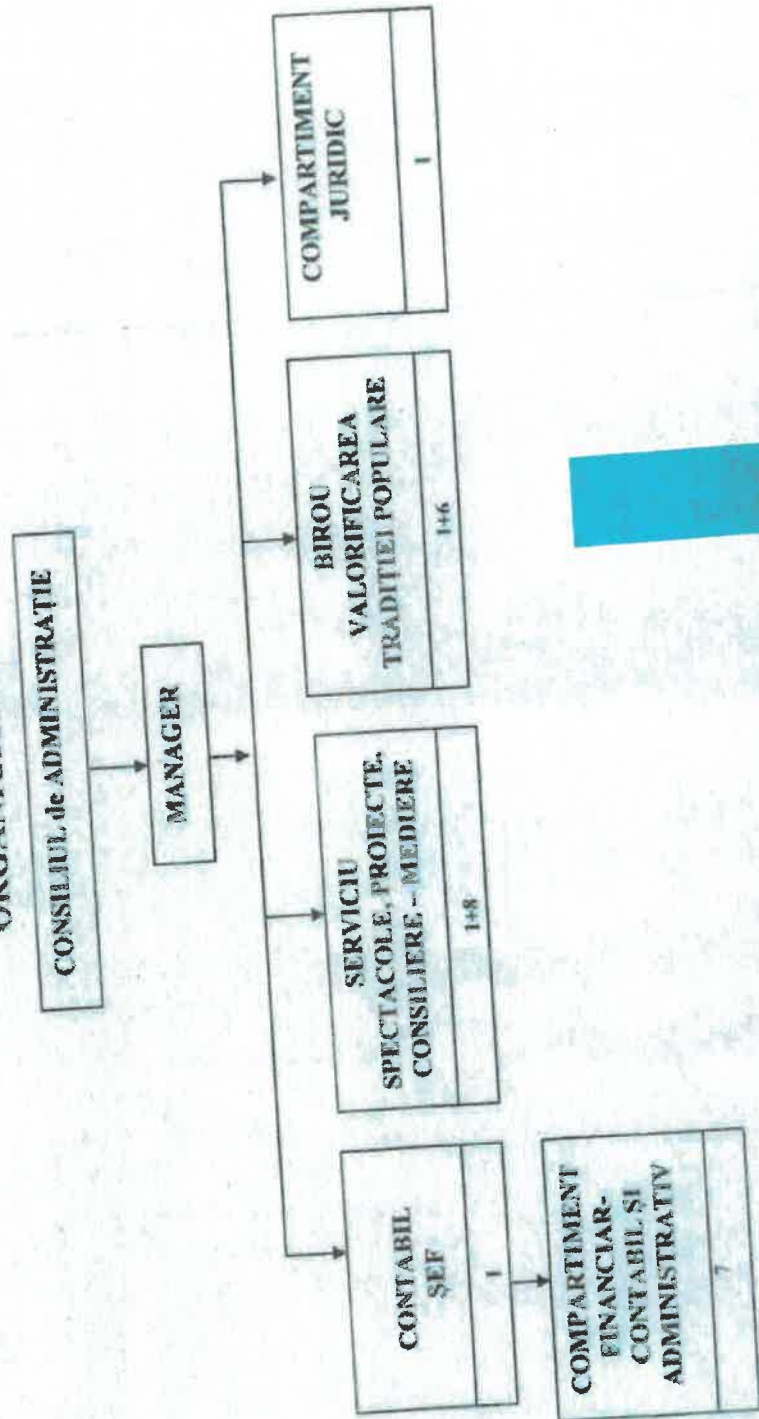 CONSILIUL de ADMINISTRAȚIE
MANAGER
CONTABIL
ȘEF
1
COMPARTIMENT
FINANCIAR-
CONTABIL ȘI
ADMINISTRATIV
7
SERVICIU
SPECTACOLE, PROIECTE,
CONSILIERE – MEDIERE
1+8
BIROU
VALORIFICAREA
TRADIȚIEI POPULARE
1+6
COMPARTIMENT
JURIDIC
1